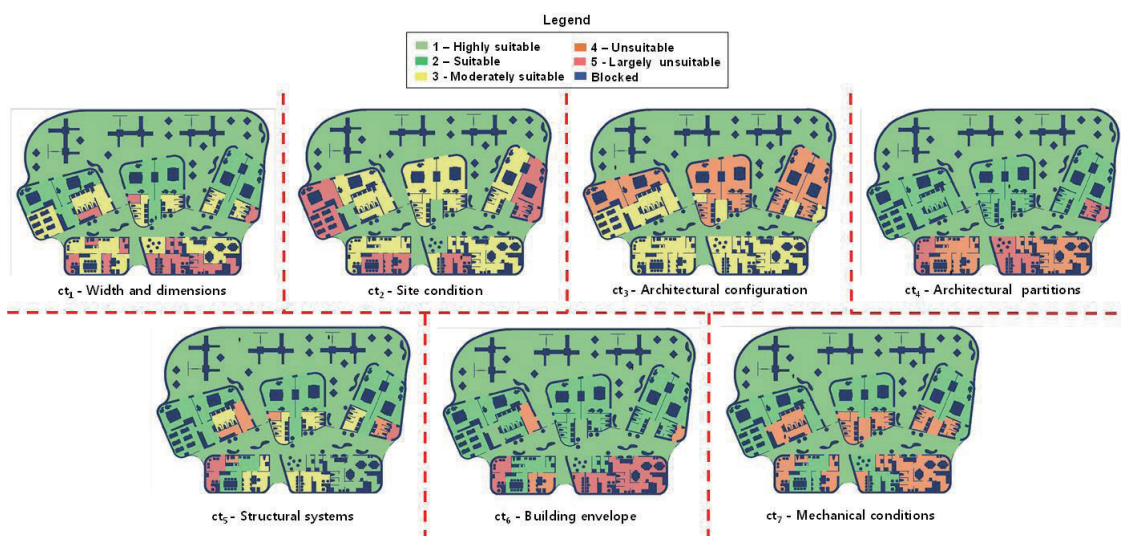 Legend
1 – Highly suitable
4 – Unsuitable
2 – Suitable
5 - Largely unsuitable
3 - Moderately suitable
Blocked
ct1 - Width and dimensions
ct2 - Site condition
ct3 - Architectural configuration
ct4 - Architectural partitions
ct5 - Structural systems
ct6 - Building envelope
ct7 - Mechanical conditions